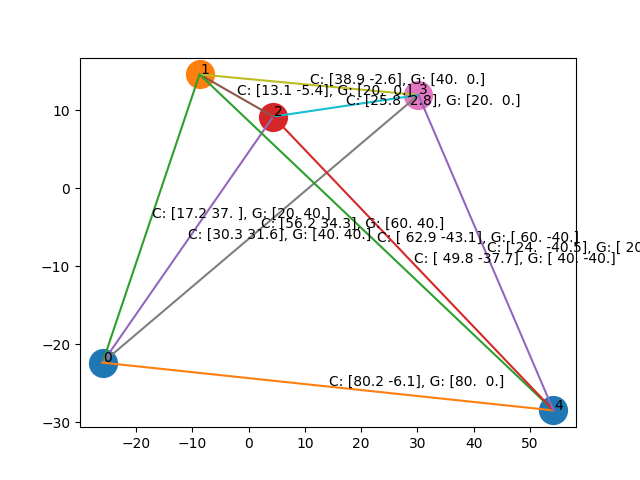 1
C: [38.9 -2.6], G: [40. 0.]
3
C: [13.1 -5.4], G: [20. 0.]
C: [25.8 2.8], G: [20. 0.]
2
10
0
C: [17.2 37. ], G: [20. 40.]
C: [56.2 34.3], G: [60. 40.]
C: [30.3 31.6], G: [40. 40.]
C: [ 62.9 -43.1], G: [ 60. -40.]
C: [ 24. -40.5], G: [ 20
C: [ 49.8 -37.7], G: [ 40. -40.]
−10
−20
0
C: [80.2 -6.1], G: [80. 0.]
4
−30
−20
−10
0
10
20
30
40
50